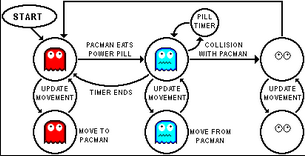 START
PILL
TIMER
PACMAN EATS
POWER PILL
COLLISION
WITH PACMAN
UPDATE
MOVEMENT
TIMER ENDS
UPDATE
MOVEMENT
UPDATE
MOVEMENT
MOVE TO
PACMAN
MOVE FROM
PACMAN